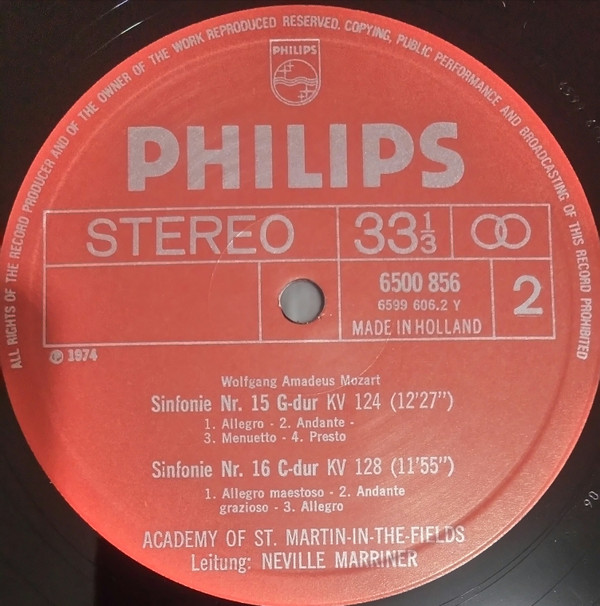 ALL RIGHTS OF THE RECORD PRODUCER AND OF THE OWNER OF THE WORK REPRODUCED RESERVED. COPYING, PUBLIC PERFORMANCE AND BROADCASTING OF THIS RECORD PROHIBITED
PHILIPS
PHILIPS
STEREO 33 1/3
6500 856
6599 606.2 Y
MADE IN HOLLAND
2
℗ 1974
Wolfgang Amadeus Mozart
Sinfonie Nr. 15 G-dur KV 124 (12'27")
1. Allegro - 2. Andante -
3. Menuetto - 4. Presto
Sinfonie Nr. 16 C-dur KV 128 (11'55")
1. Allegro maestoso - 2. Andante
grazioso - 3. Allegro
ACADEMY OF ST. MARTIN-IN-THE-FIELDS
Leitung: NEVILLE MARRINER